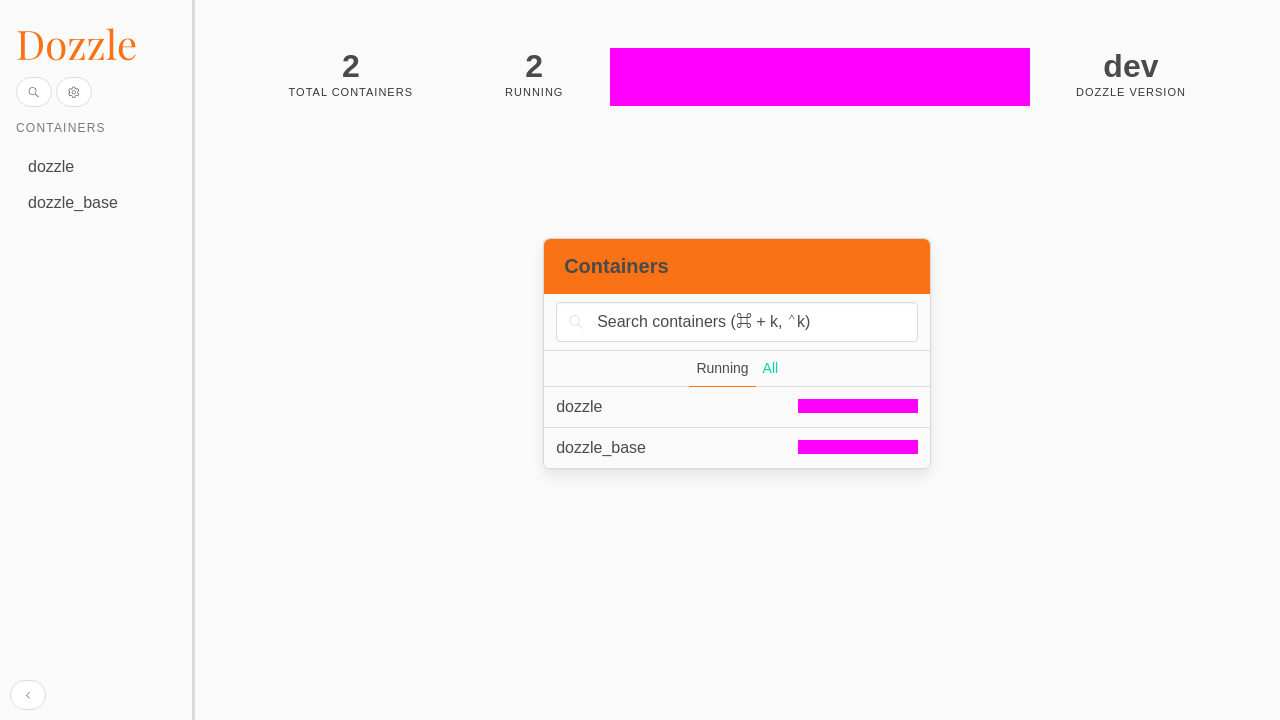 Dozzle
CONTAINERS
dozzle
dozzle_base
2
TOTAL CONTAINERS
2
RUNNING
dev
DOZZLE VERSION
Containers
Search containers (⌘ + k, ⌃k)
Running All
dozzle
dozzle_base